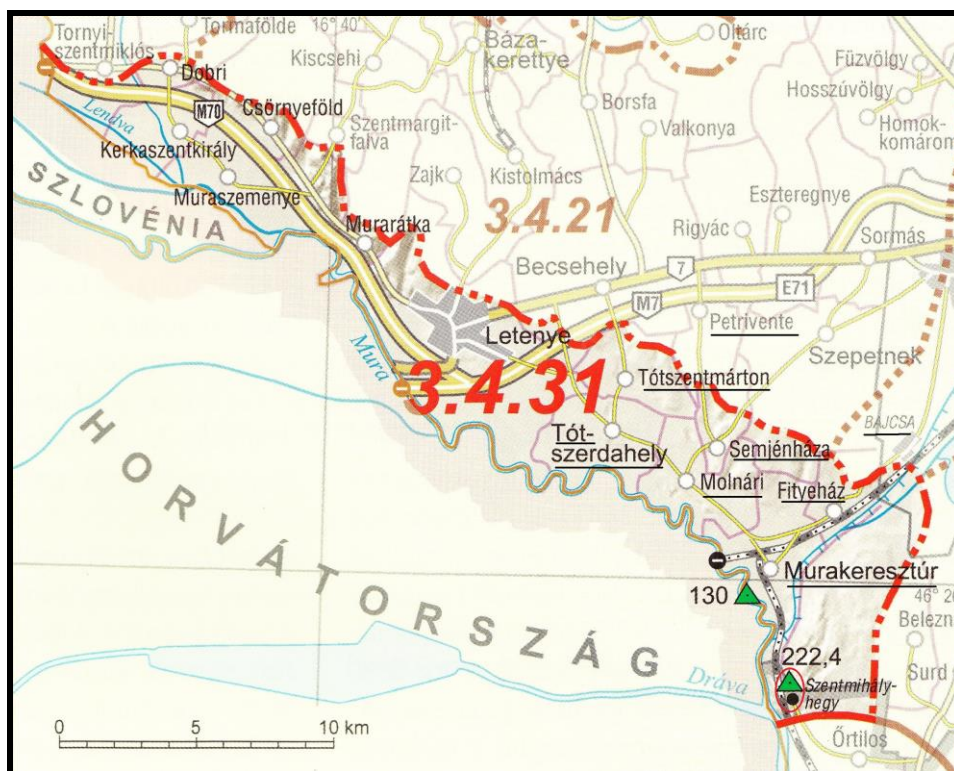 Tornyi-
szentmiklós
Tormafölde
16° 40'
Kiscsehi
Báza-
kerettye
Oltárc
Füzvölgy
Hosszúvölgy
Homok-
komárom
Dobri
Lendva
M70
Csörnyeföld
Szentmargit-
falva
Borsfa
Valkonya
Kerkaszentkirály
Muraszemenye
Zajk
Kistolmács
Eszteregnye
SZLOVÉNIA
3.4.21
Murarátka
Rigyác
Sormás
Becsehely
7
E71
M7
Petrivente
Letenye
Szepetnek
Mura
3.4.31
Tótszentmárton
BAJCSA
Tót-
szerdahely
Semjénháza
Molnári
Fityeház
HORVÁTORSZÁG
Murakeresztúr
130
46° 20
Belezn
222,4
Surd
Szentmihály-
hegy
Dráva
Őrtilos
0 5 10 km